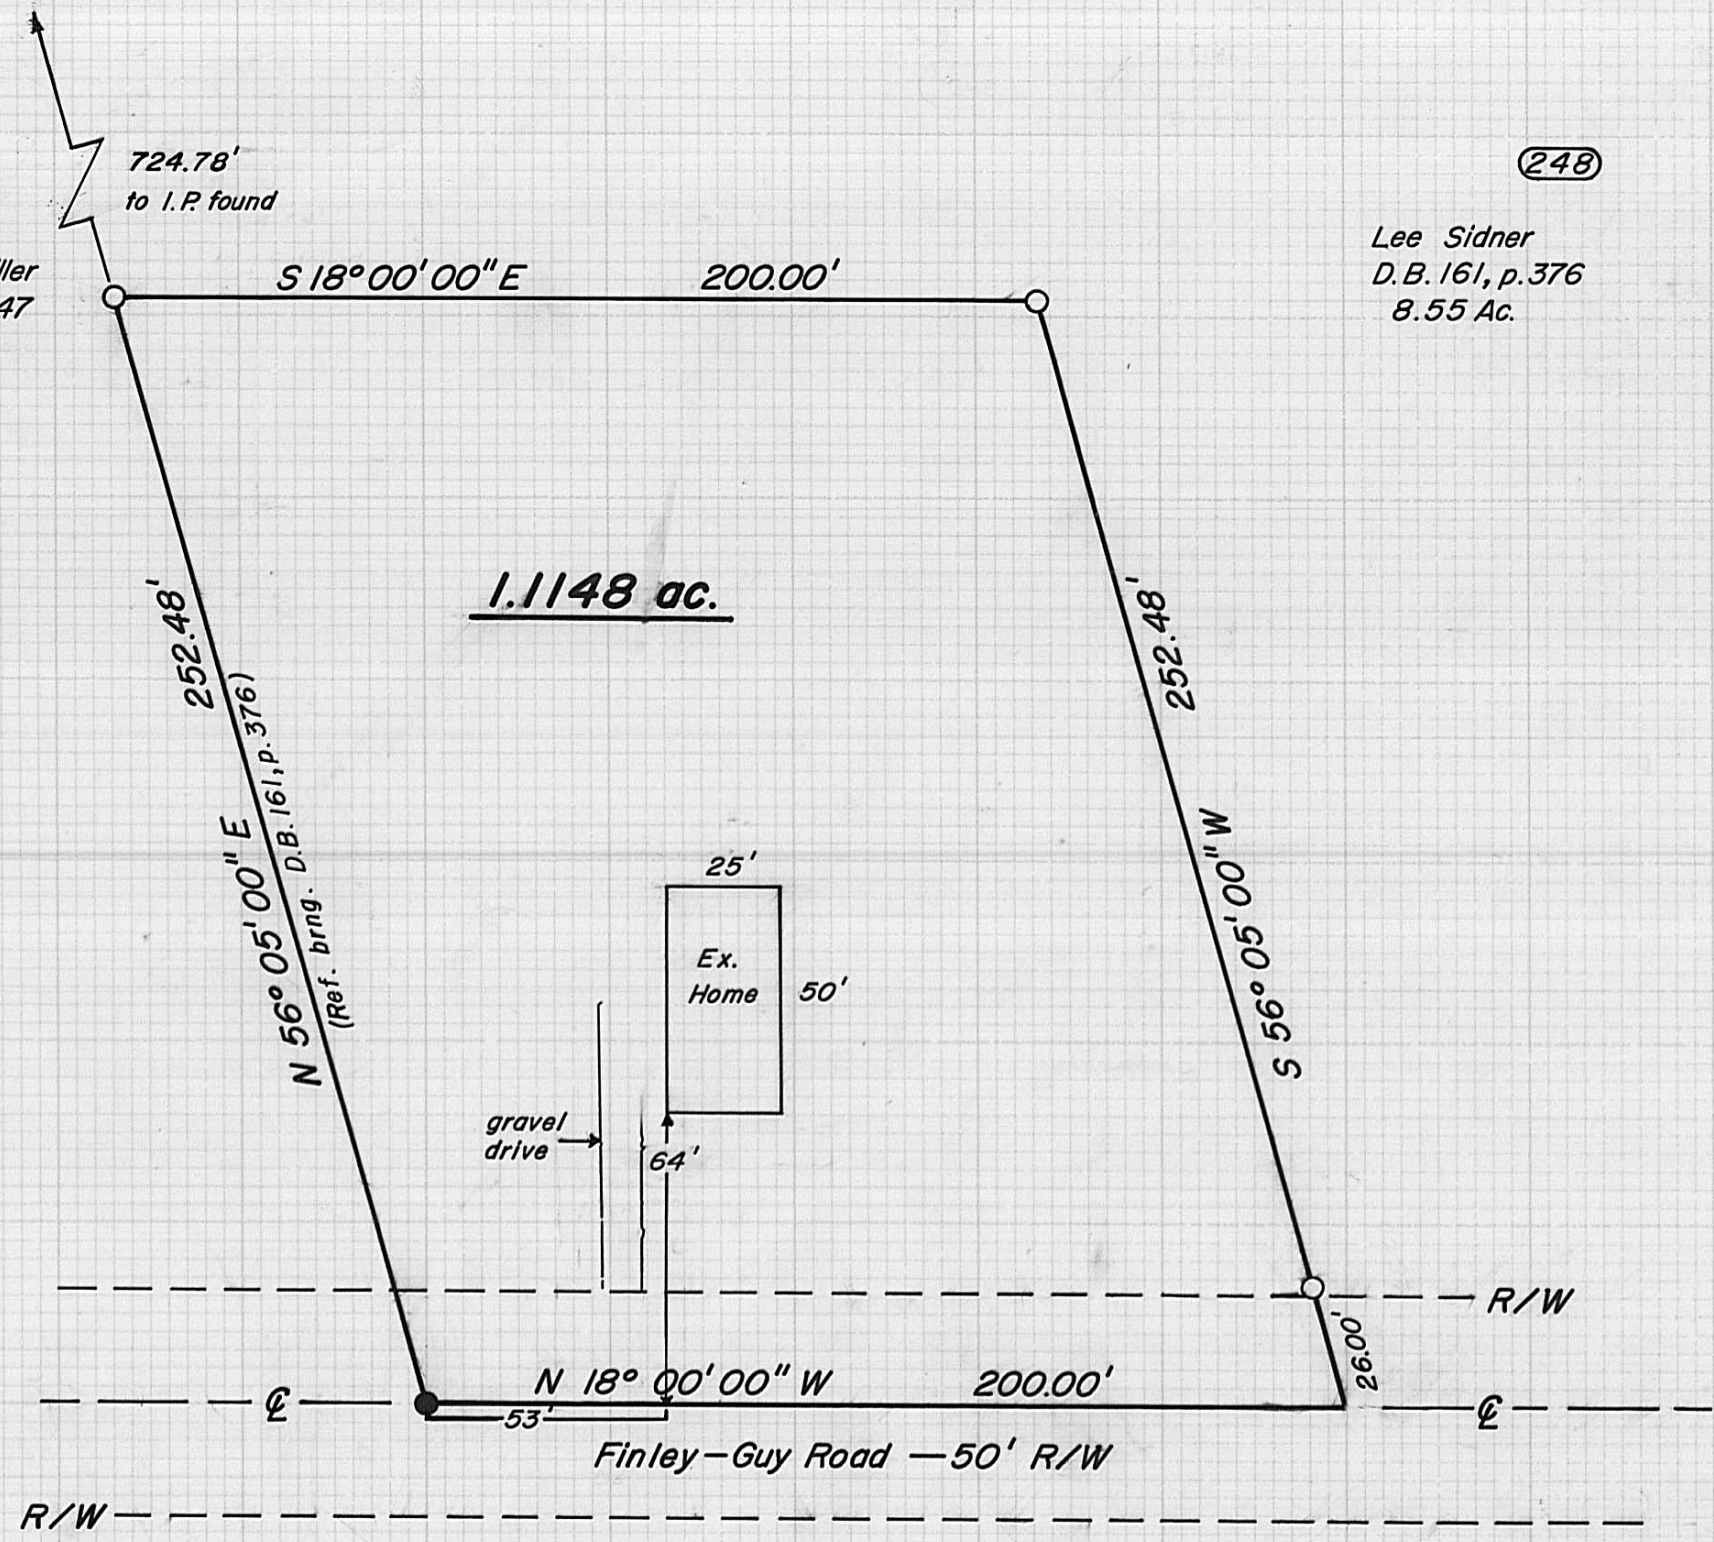 724.78'
to I.P. found
248
Lee Sidner
D.B. 161, p.376
8.55 Ac.
47
S 18° 00' 00" E 200.00'
1.1148 ac.
252.48'
N 56° 05' 00" E
(Ref. brng. D.B. 161, p. 376)
252.48'
S 56° 05' 00" W
25'
Ex.
Home
50'
gravel
drive
64'
R/W
26.00'
N 18° 00' 00" W 200.00'
℄
53'
℄
Finley-Guy Road — 50' R/W
R/W